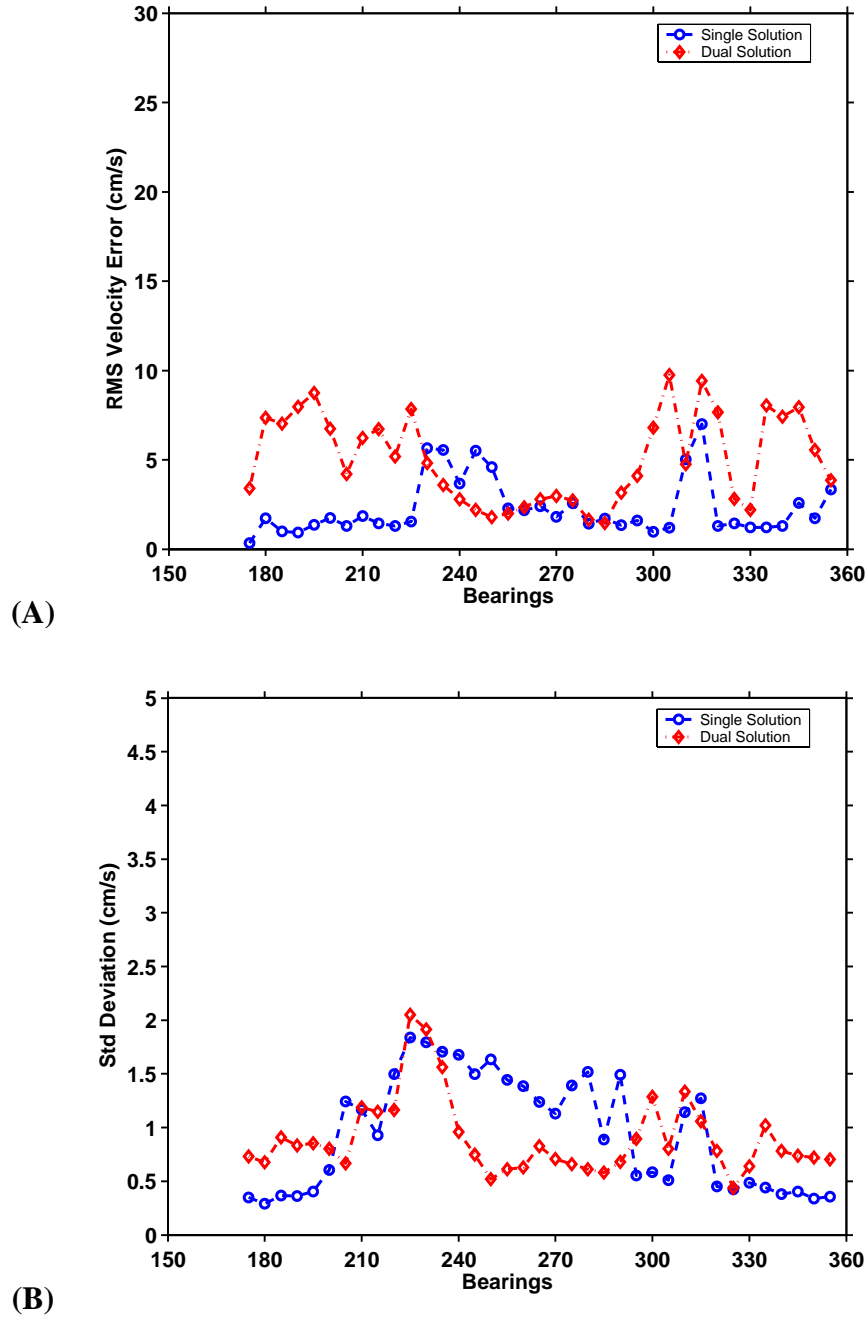 30
25
20
15
10
5
0
RMS Velocity Error (cm/s)
Single Solution
Dual Solution
150 180 210 240 270 300 330 360
Bearings
(A)
5
4.5
4
3.5
3
2.5
2
1.5
1
0.5
0
Std Deviation (cm/s)
Single Solution
Dual Solution
150 180 210 240 270 300 330 360
Bearings
(B)